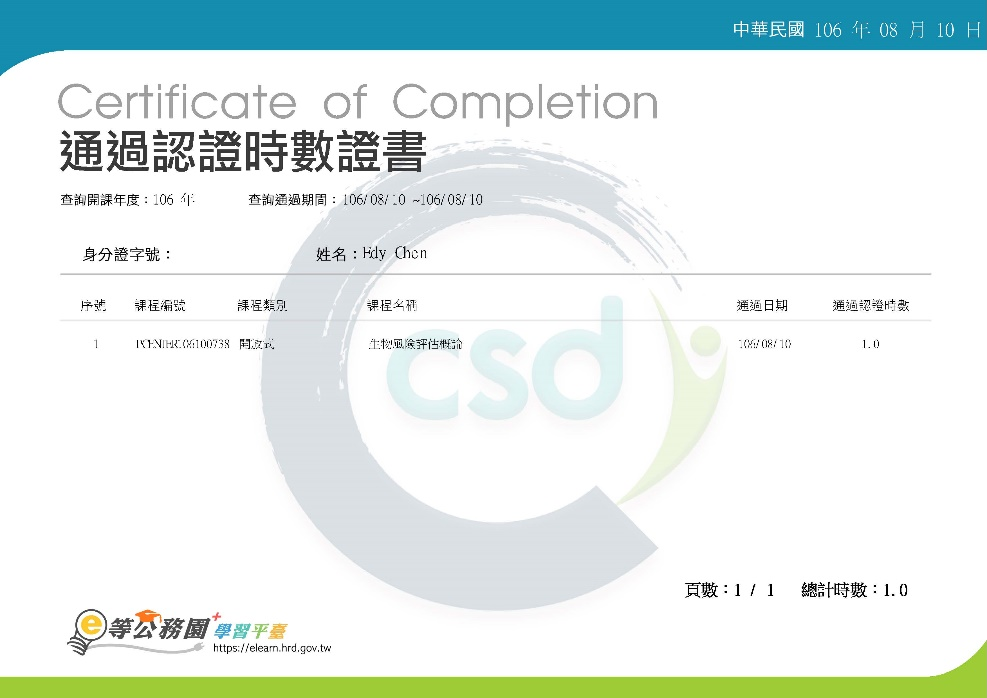 中華民國 106 年 08 月 10 日
Certificate of Completion
通過認證時數證書
查詢開課年度：106 年 查詢通過期間：106/08/10 ~106/08/10
身分證字號： 姓名：Edy Chen
序號 課程編號 課程類別 課程名稱 通過日期 通過認證時數
1 開放式 生物風險評估概論 106/08/10 1.0
csd
頁數：1 / 1 總計時數：1.0
e等公務園+學習平臺
https://elearn.hrd.gov.tw